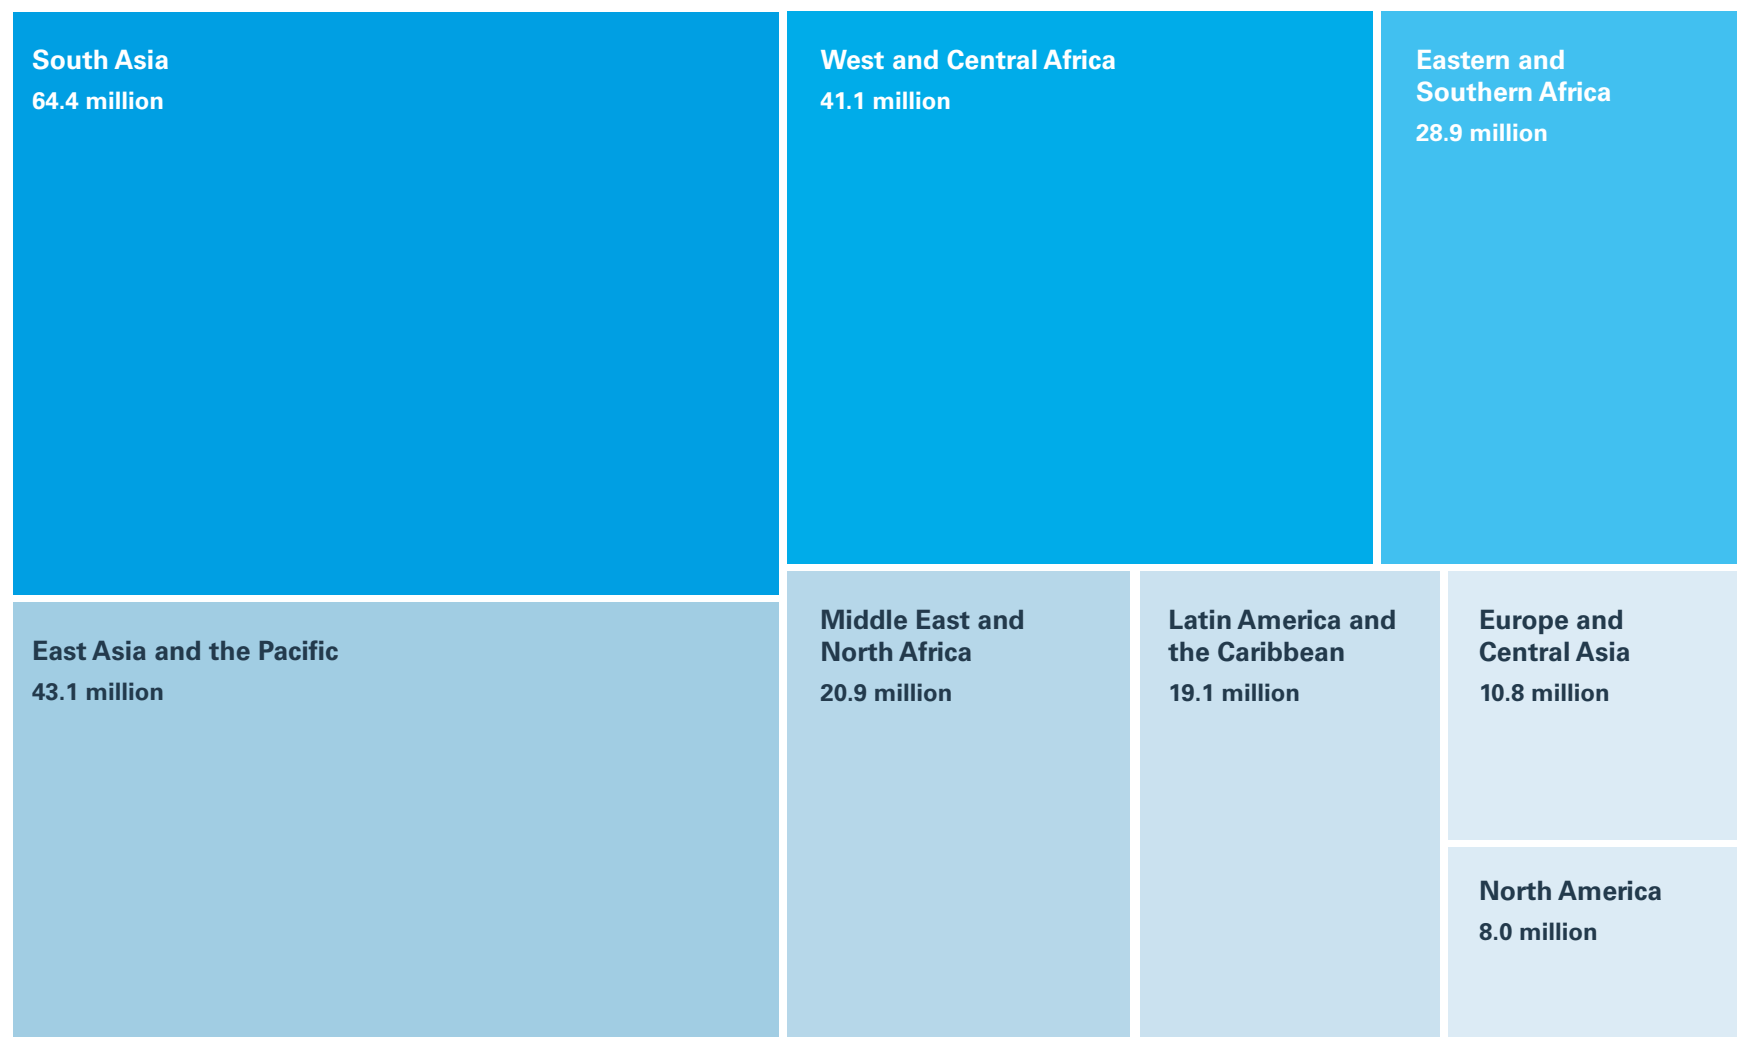 South Asia
64.4 million
West and Central Africa
41.1 million
Eastern and
Southern Africa
28.9 million
East Asia and the Pacific
43.1 million
Middle East and
North Africa
20.9 million
Latin America and
the Caribbean
19.1 million
Europe and
Central Asia
10.8 million
North America
8.0 million